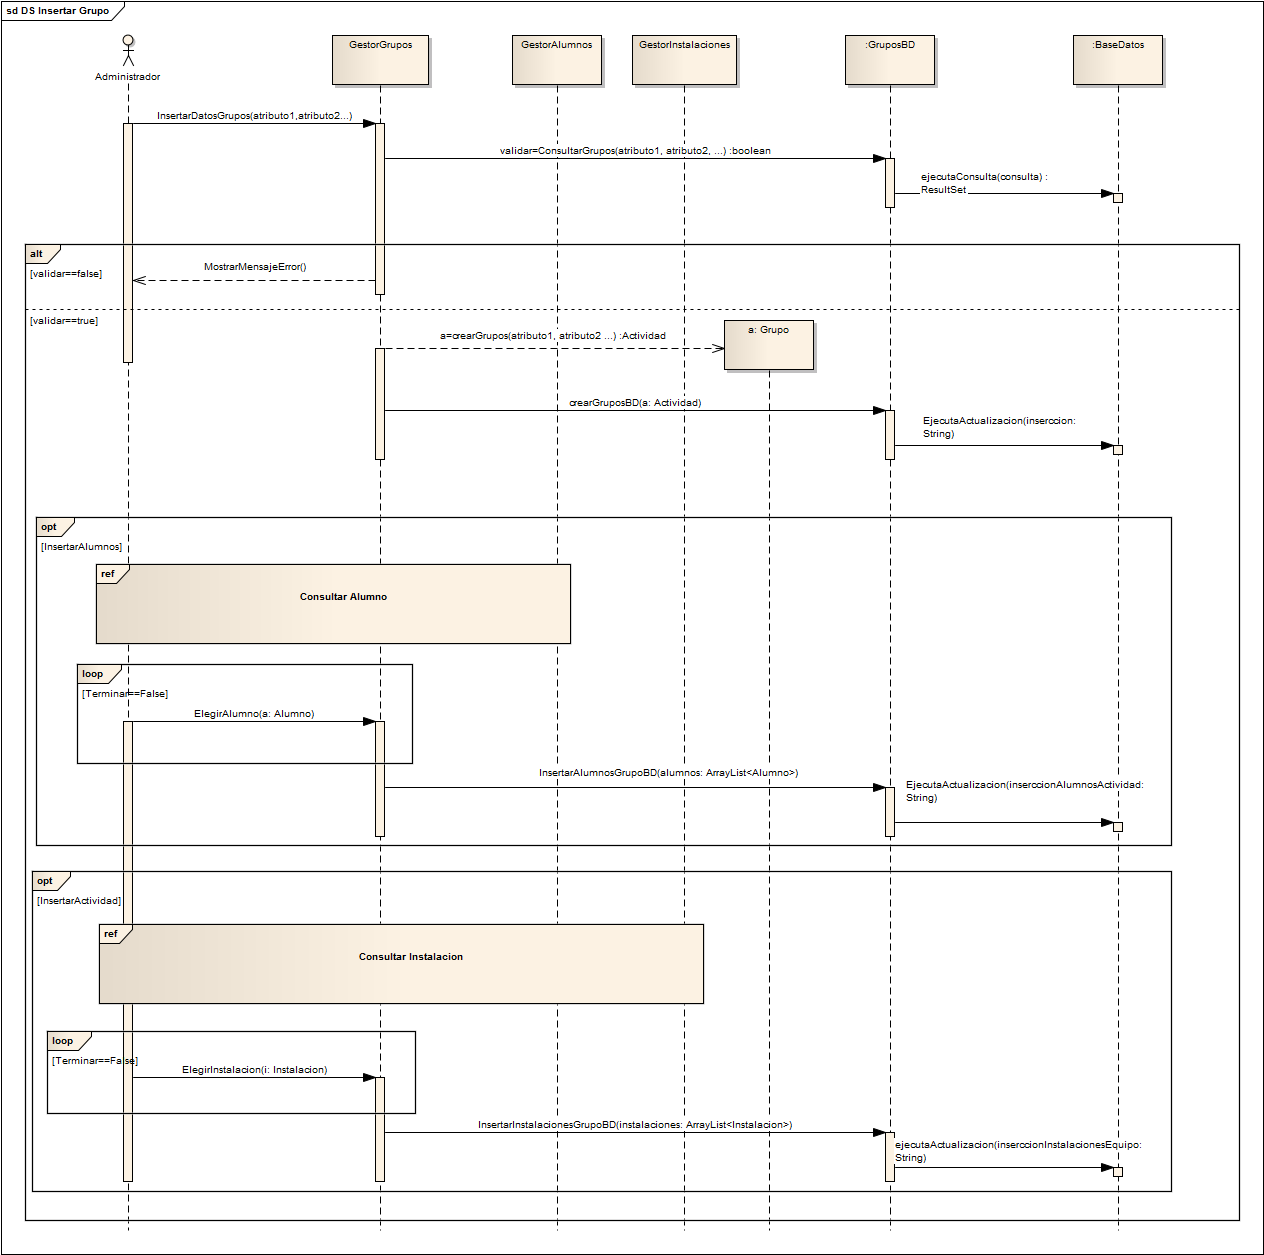 sd DS Insertar Grupo
Administrador
GestorGrupos
GestorAlumnos
GestorInstalaciones
:GruposBD
:BaseDatos
InsertarDatosGrupos(atributo1,atributo2...)
validar=ConsultarGrupos(atributo1, atributo2, ...) :boolean
ejecutaConsulta(consulta) :
ResultSet
alt
[validar==false]
MostrarMensajeError()
[validar==true]
a: Grupo
a=crearGrupos(atributo1, atributo2 ...) :Actividad
crearGruposBD(a: Actividad)
EjecutaActualizacion(inserccion:
String)
opt
[InsertarAlumnos]
ref
Consultar Alumno
loop
[Terminar==False]
ElegirAlumno(a: Alumno)
InsertarAlumnosGrupoBD(alumnos: ArrayList<Alumno>)
EjecutaActualizacion(inserccionAlumnosActividad:
String)
opt
[InsertarActividad]
ref
Consultar Instalacion
loop
[Terminar==False]
ElegirInstalacion(i: Instalacion)
InsertarInstalacionesGrupoBD(instalaciones: ArrayList<Instalacion>)
ejecutaActualizacion(inserccionInstalacionesEquipo:
String)